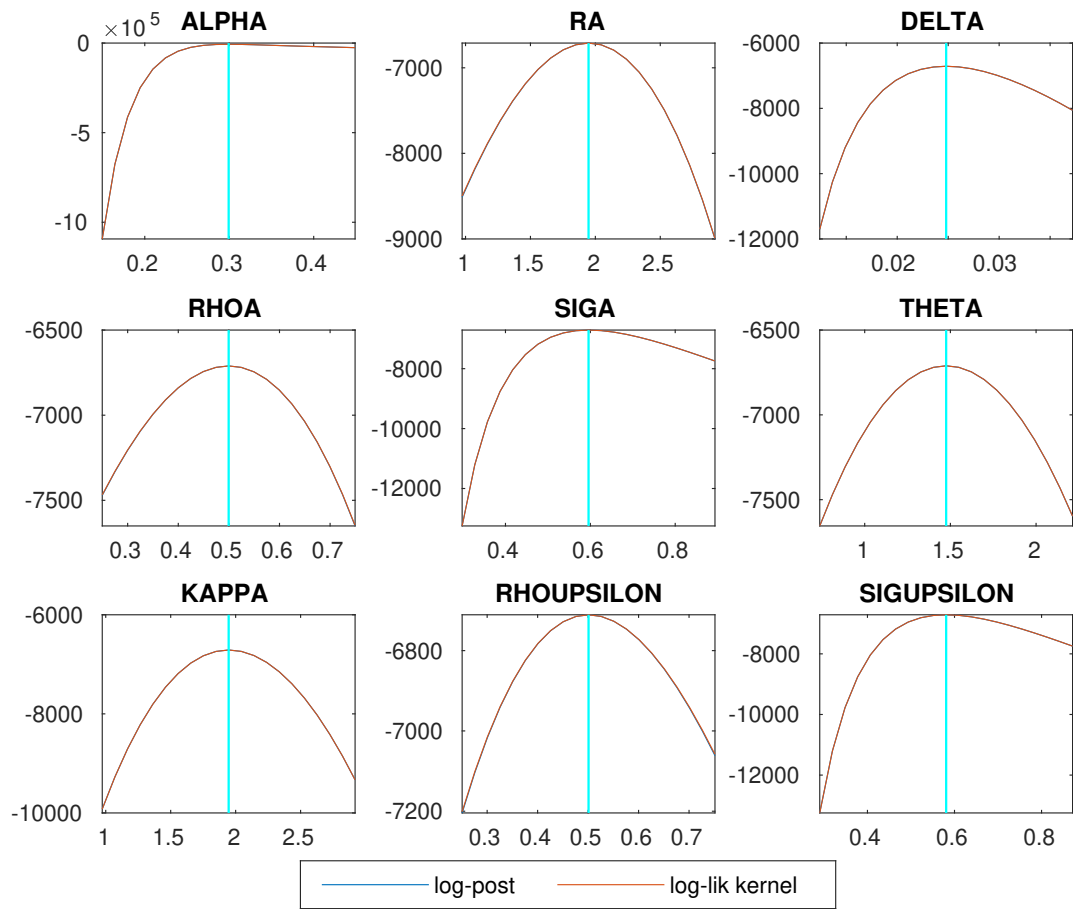 ALPHA
×10^5
0
-5
-10
0.2 0.3 0.4
RA
-7000
-8000
-9000
1 1.5 2 2.5
DELTA
-6000
-8000
-10000
-12000
0.02 0.03
RHOA
-6500
-7000
-7500
0.3 0.4 0.5 0.6 0.7
SIGA
-8000
-10000
-12000
0.4 0.6 0.8
THETA
-6500
-7000
-7500
1 1.5 2
KAPPA
-6000
-8000
-10000
1 1.5 2 2.5
RHOUPSILON
-6800
-7000
-7200
0.3 0.4 0.5 0.6 0.7
SIGUPSILON
-8000
-10000
-12000
0.4 0.6 0.8
log-post log-lik kernel